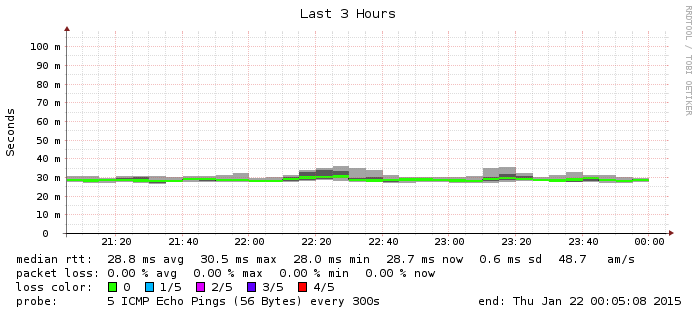 Last 3 Hours
RRDTOOL / TOBI OETIKER
Seconds
100 m
90 m
80 m
70 m
60 m
50 m
40 m
30 m
20 m
10 m
0
21:20 21:40 22:00 22:20 22:40 23:00 23:20 23:40 00:00
median rtt: 28.8 ms avg 30.5 ms max 28.0 ms min 28.7 ms now 0.6 ms sd 48.7 am/s
packet loss: 0.00 % avg 0.00 % max 0.00 % min 0.00 % now
loss color: 0 1/5 2/5 3/5 4/5
probe: 5 ICMP Echo Pings (56 Bytes) every 300s end: Thu Jan 22 00:05:08 2015